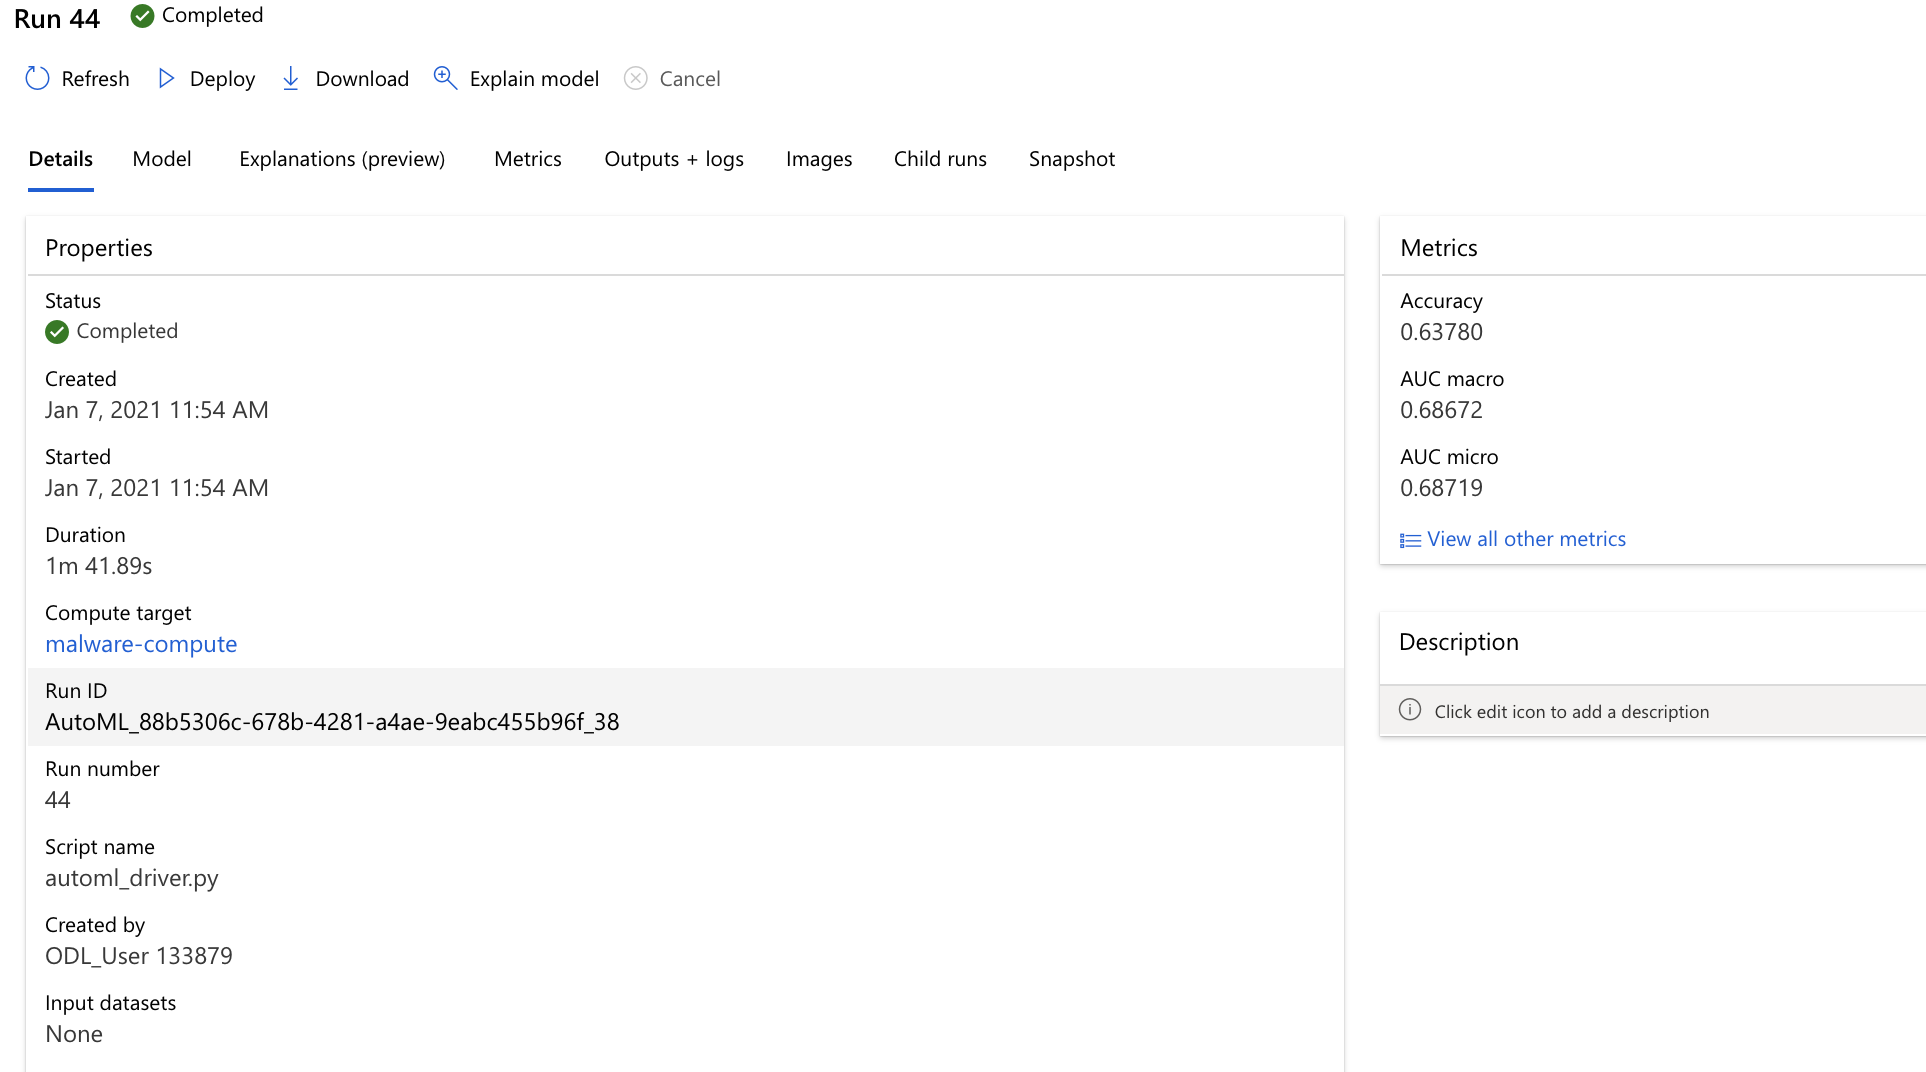 Run 44 Completed
Refresh Deploy Download Explain model Cancel
Details Model Explanations (preview) Metrics Outputs + logs Images Child runs Snapshot
Properties
Status
Completed
Created
Jan 7, 2021 11:54 AM
Started
Jan 7, 2021 11:54 AM
Duration
1m 41.89s
Compute target
malware-compute
Run ID
AutoML_88b5306c-678b-4281-a4ae-9eabc455b96f_38
Run number
44
Script name
automl_driver.py
Created by
ODL_User 133879
Input datasets
None
Metrics
Accuracy
0.63780
AUC macro
0.68672
AUC micro
0.68719
View all other metrics
Description
Click edit icon to add a description